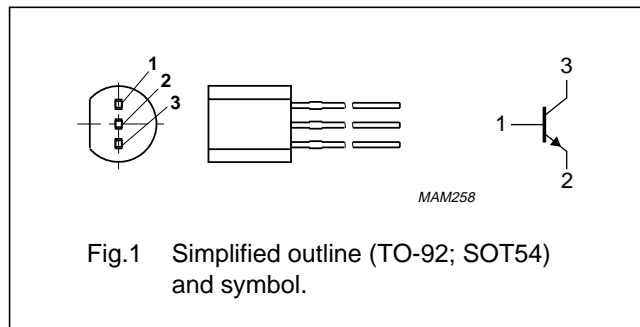 1
2
3
3
1
2
MAM258
Fig.1 Simplified outline (TO-92; SOT54)
and symbol.